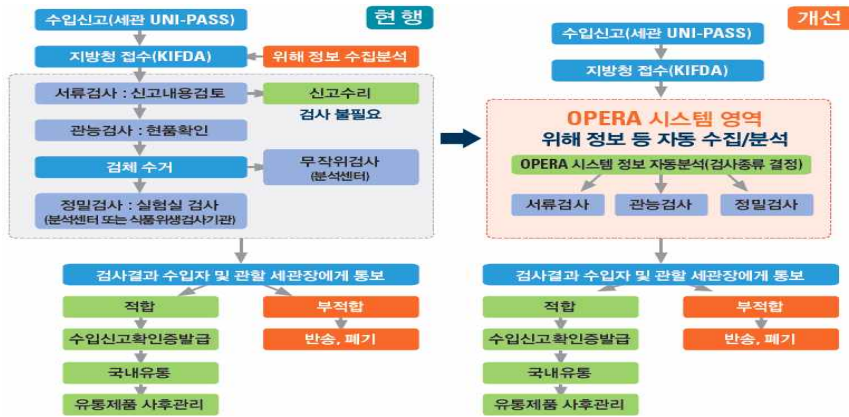 현행
수입신고(세관 UNI-PASS)
지방청 접수(KIFDA)
위해 정보 수집분석
서류검사 : 신고내용검토
신고수리
검사 불필요
관능검사 : 현품확인
검체 수거
무작위검사
(분석센터)
정밀검사 : 실험실 검사
(분석센터 또는 식품위생검사기관)
검사결과 수입자 및 관할 세관장에게 통보
적합
부적합
수입신고확인증발급
반송, 폐기
국내유통
유통제품 사후관리
개선
수입신고(세관 UNI-PASS)
지방청 접수(KIFDA)
OPERA 시스템 영역
위해 정보 등 자동 수집/분석
OPERA 시스템 정보 자동분석(검사종류 결정)
서류검사
관능검사
정밀검사
검사결과 수입자 및 관할 세관장에게 통보
적합
부적합
수입신고확인증발급
반송, 폐기
국내유통
유통제품 사후관리